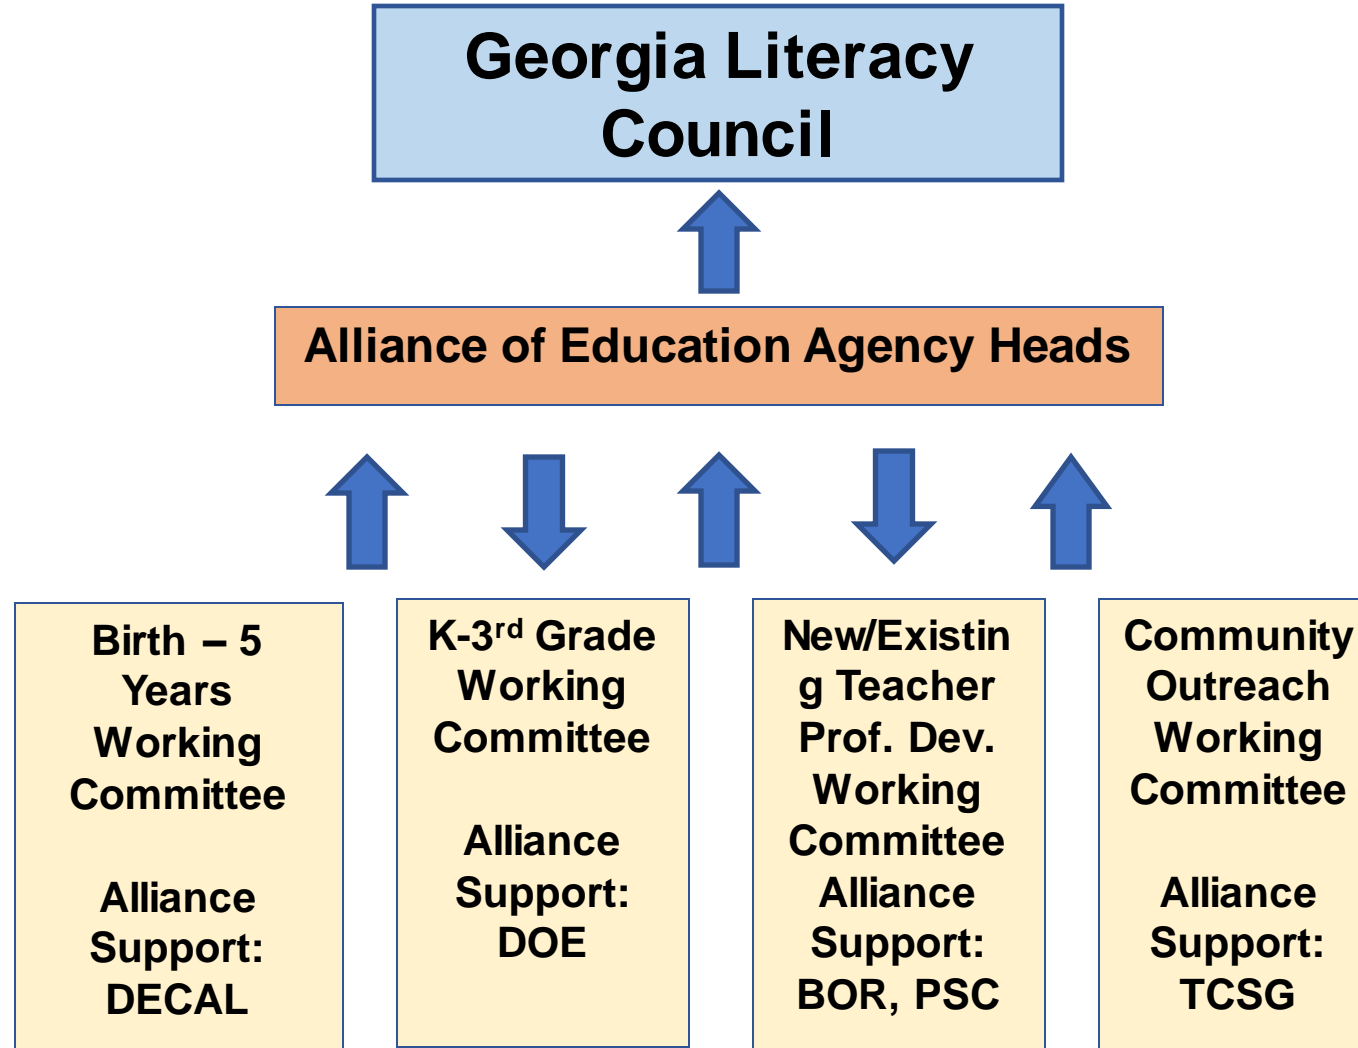 Georgia Literacy
Council
Alliance of Education Agency Heads
Birth – 5
Years
Working
Committee
Alliance
Support:
DECAL
K-3rd Grade
Working
Committee
Alliance
Support:
DOE
New/Existin
g Teacher
Prof. Dev.
Working
Committee
Alliance
Support:
BOR, PSC
Community
Outreach
Working
Committee
Alliance
Support:
TCSG